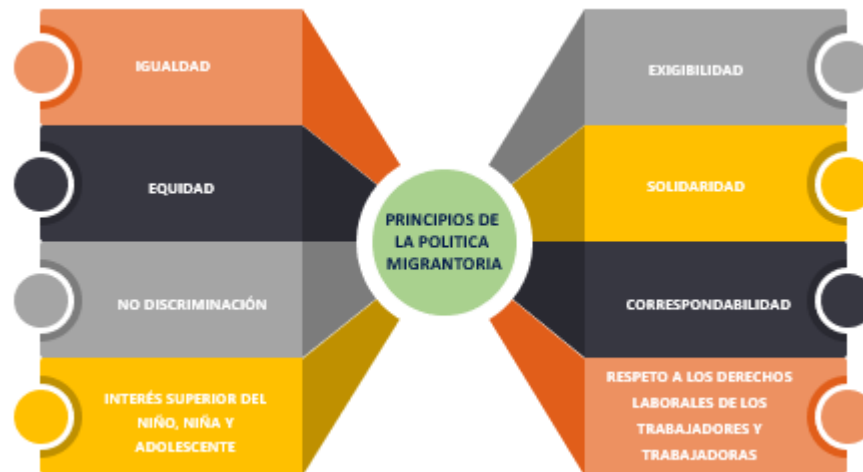 IGUALDAD
EQUIDAD
NO DISCRIMINACIÓN
INTERÉS SUPERIOR DEL
NIÑO, NIÑA Y
ADOLESCENTE
PRINCIPIOS DE
LA POLITICA
MIGRANTORIA
EXIGIBILIDAD
SOLIDARIDAD
CORRESPONDABILIDAD
RESPETO A LOS DERECHOS
LABORALES DE LOS
TRABAJADORES Y
TRABAJADORAS